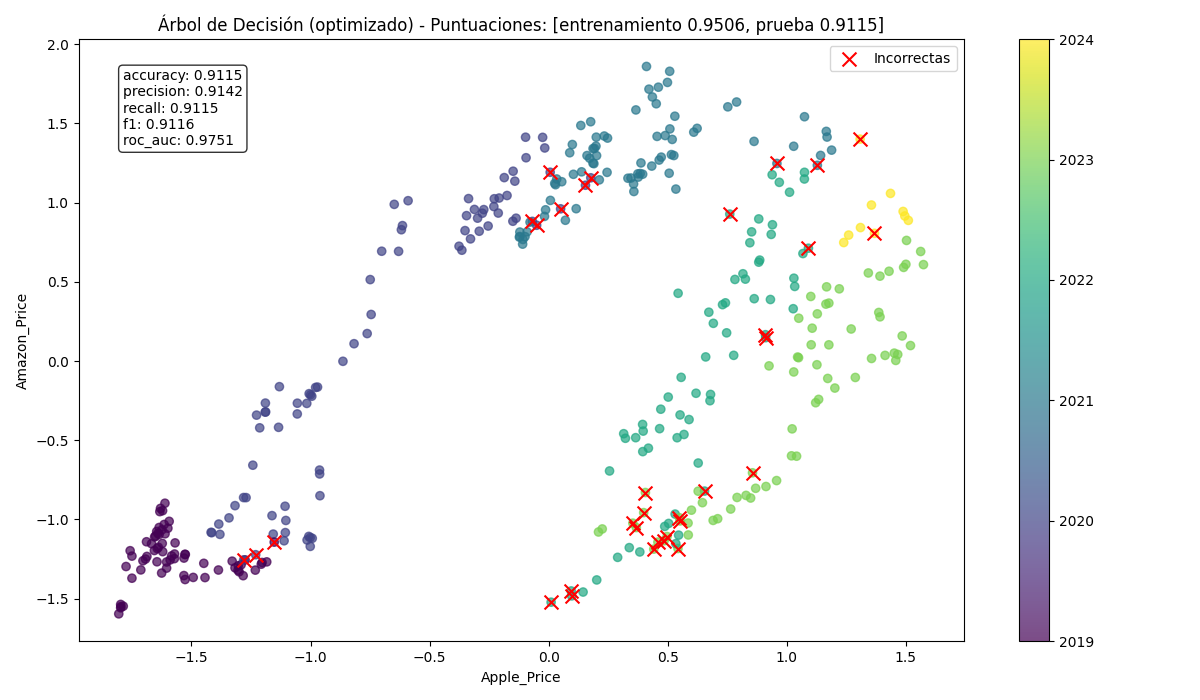 Árbol de Decisión (optimizado) - Puntuaciones: [entrenamiento 0.9506, prueba 0.9115]
accuracy: 0.9115
precision: 0.9142
recall: 0.9115
f1: 0.9116
roc_auc: 0.9751
Incorrectas
Amazon_Price
2.0
1.5
1.0
0.5
0.0
−0.5
−1.0
−1.5
−1.5
−1.0
−0.5
0.0
0.5
1.0
1.5
Apple_Price
2024
2023
2022
2021
2020
2019